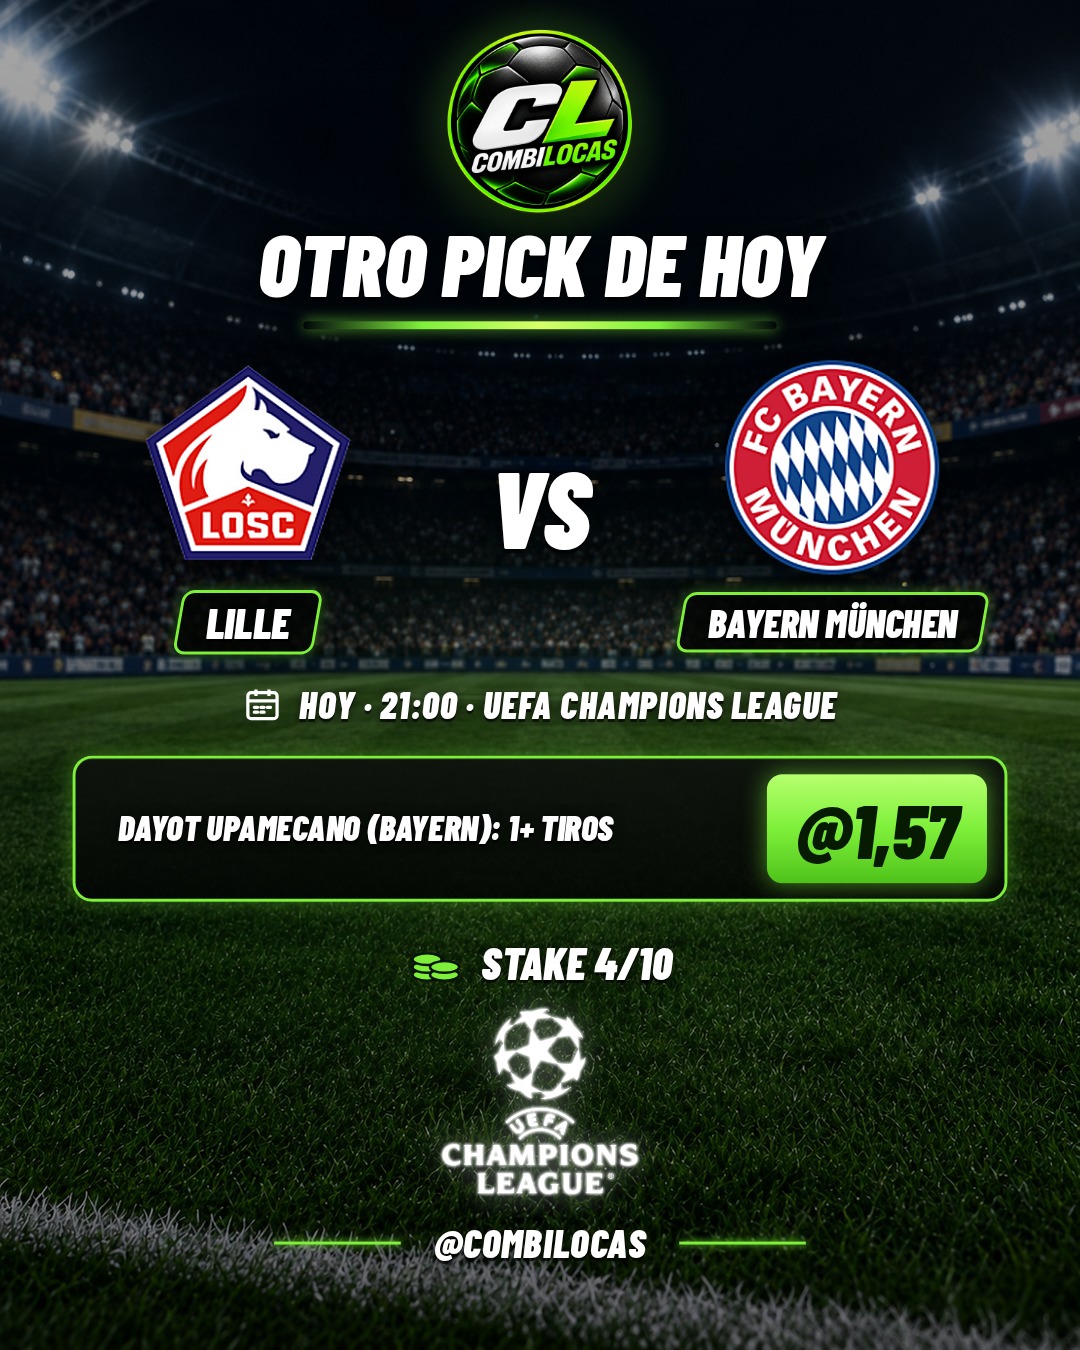 CL
COMBILOCAS
OTRO PICK DE HOY
LOSC
FC BAYERN
MÜNCHEN
VS
LILLE
BAYERN MÜNCHEN
HOY · 21:00 · UEFA CHAMPIONS LEAGUE
DAYOT UPAMECANO (BAYERN): 1+ TIROS
@1,57
STAKE 4/10
UEFA
CHAMPIONS
LEAGUE®
@COMBILOCAS